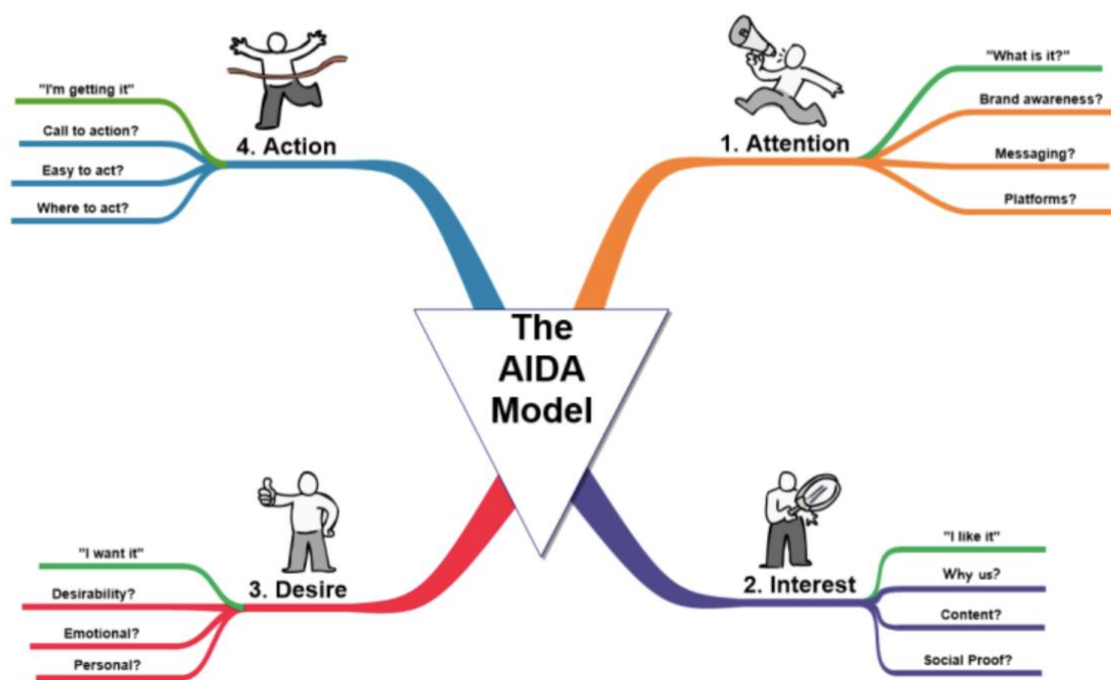 The
AIDA
Model
1. Attention
"What is it?"
Brand awareness?
Messaging?
Platforms?
2. Interest
"I like it"
Why us?
Content?
Social Proof?
3. Desire
"I want it"
Desirability?
Emotional?
Personal?
4. Action
"I'm getting it"
Call to action?
Easy to act?
Where to act?